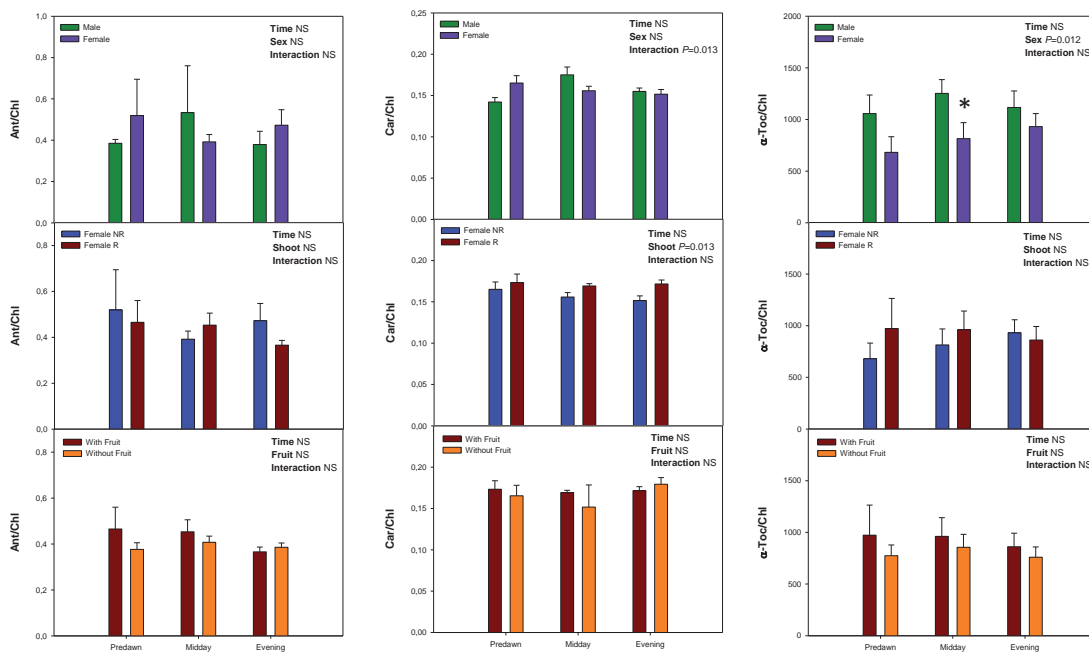 1,0
Male
Female
Time NS
Sex NS
Interaction NS
0,8
0,6
0,4
0,2
0,0
Ant/Chl
0,25
Male
Female
Time NS
Sex NS
Interaction P=0.013
0,20
0,15
0,10
0,05
0,00
Car/Chl
2000
Male
Female
Time NS
Sex P=0.012
Interaction NS
1500
*
1000
500
0
α-Toc/Chl
Female NR
Female R
Time NS
Shoot NS
Interaction NS
0,8
0,6
0,4
0,2
0,0
Ant/Chl
Female NR
Female R
Time NS
Shoot P=0.013
Interaction NS
0,20
0,15
0,10
0,05
0,00
Car/Chl
Female NR
Female R
Time NS
Shoot NS
Interaction NS
1500
1000
500
0
α-Toc/Chl
With Fruit
Without Fruit
Time NS
Fruit NS
Interaction NS
0,8
0,6
0,4
0,2
0,0
Ant/Chl
Predawn Midday Evening
With Fruit
Without Fruit
Time NS
Fruit NS
Interaction NS
0,20
0,15
0,10
0,05
0,00
Car/Chl
Predawn Midday Evening
With Fruit
Without Fruit
Time NS
Fruit NS
Interaction NS
1500
1000
500
0
α-Toc/Chl
Predawn Midday Evening